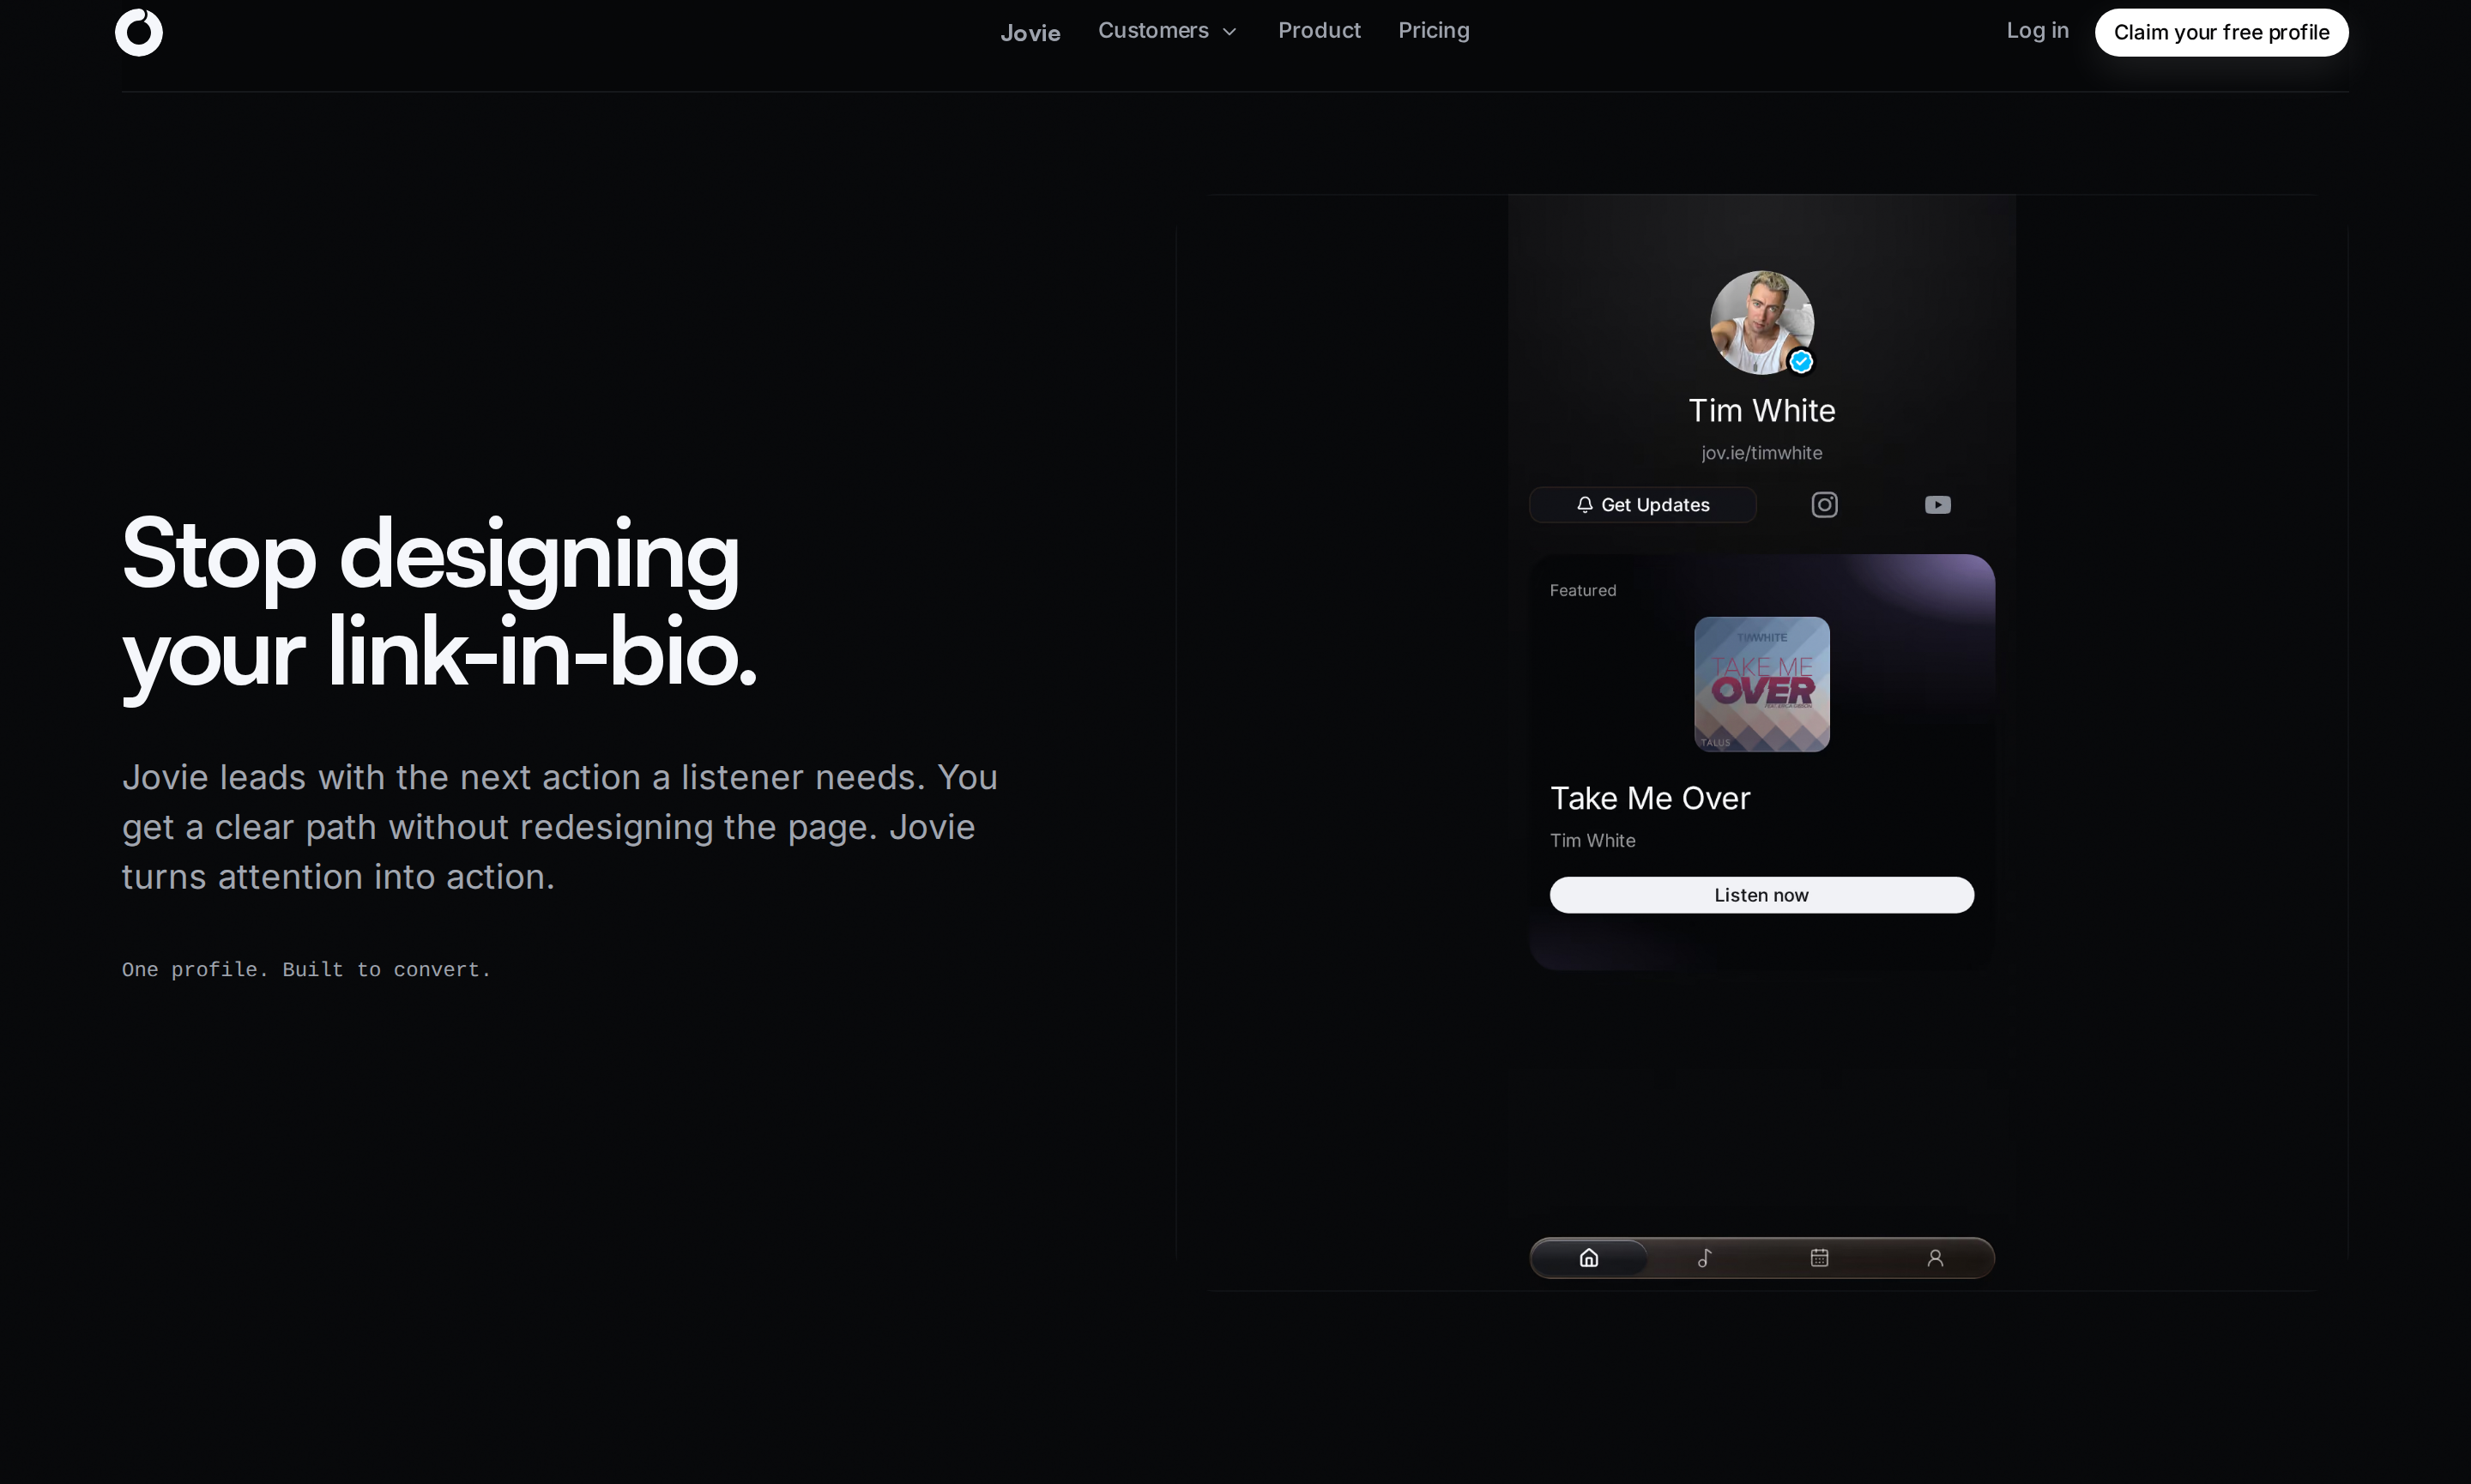 Jovie
Customers
Product
Pricing
Log in
Claim your free profile
Stop designing
your link-in-bio.
Jovie leads with the next action a listener needs. You
get a clear path without redesigning the page. Jovie
turns attention into action.
One profile. Built to convert.
Tim White
jov.ie/timwhite
Get Updates
Featured
TIMWHITE
TAKE ME
OVER
TALUS
Take Me Over
Tim White
Listen now